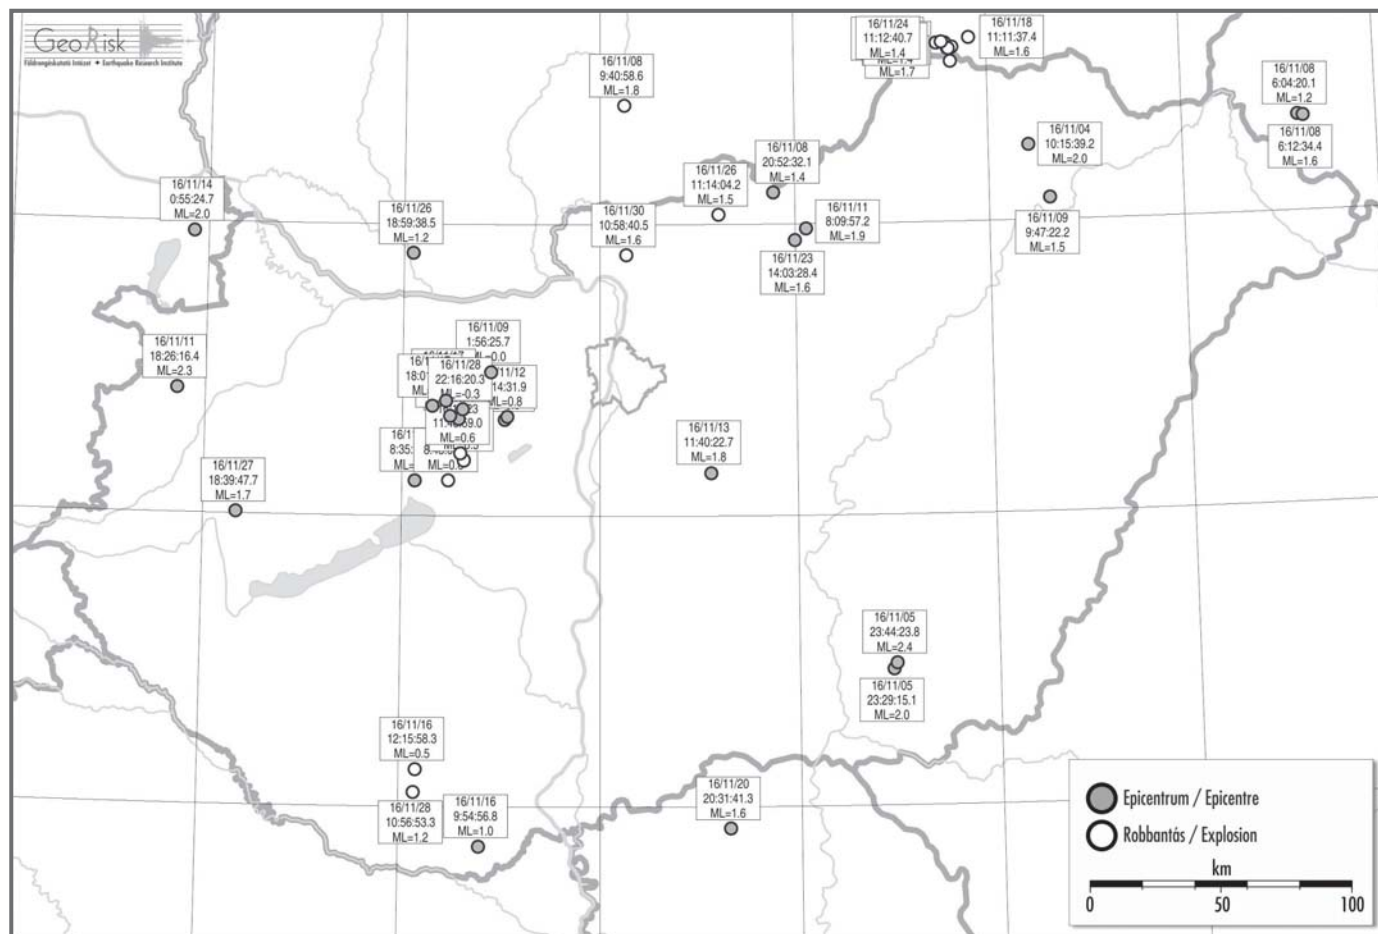 GeoRisk
Földrengéskutató Intézet ✦ Earthquake Research Institute
16/11/24
11:12:40.7
ML=1.4
ML=1.4
ML=1.7
16/11/18
11:11:37.4
ML=1.6
16/11/08
9:40:58.6
ML=1.8
16/11/08
6:04:20.1
ML=1.2
16/11/08
6:12:34.4
ML=1.6
16/11/04
10:15:39.2
ML=2.0
16/11/08
20:52:32.1
ML=1.4
16/11/26
11:14:04.2
ML=1.5
16/11/14
0:55:24.7
ML=2.0
16/11/26
18:59:38.5
ML=1.2
16/11/30
10:58:40.5
ML=1.6
16/11/11
8:09:57.2
ML=1.9
16/11/09
9:47:22.2
ML=1.5
16/11/23
14:03:28.4
ML=1.6
16/11/11
18:26:16.4
ML=2.3
16/11/09
1:56:25.7
16/11/28
22:16:20.3
ML=-0.3
11/12
14:31.9
=0.8
ML=0.6
16/11/13
11:40:22.7
ML=1.8
8:35:
ML=
16/11/27
18:39:47.7
ML=1.7
16/11/05
23:44:23.8
ML=2.4
16/11/05
23:29:15.1
ML=2.0
16/11/16
12:15:58.3
ML=0.5
16/11/28
10:56:53.3
ML=1.2
16/11/16
9:54:56.8
ML=1.0
16/11/20
20:31:41.3
ML=1.6
Epicentrum / Epicentre
Robbantás / Explosion
km
0 50 100